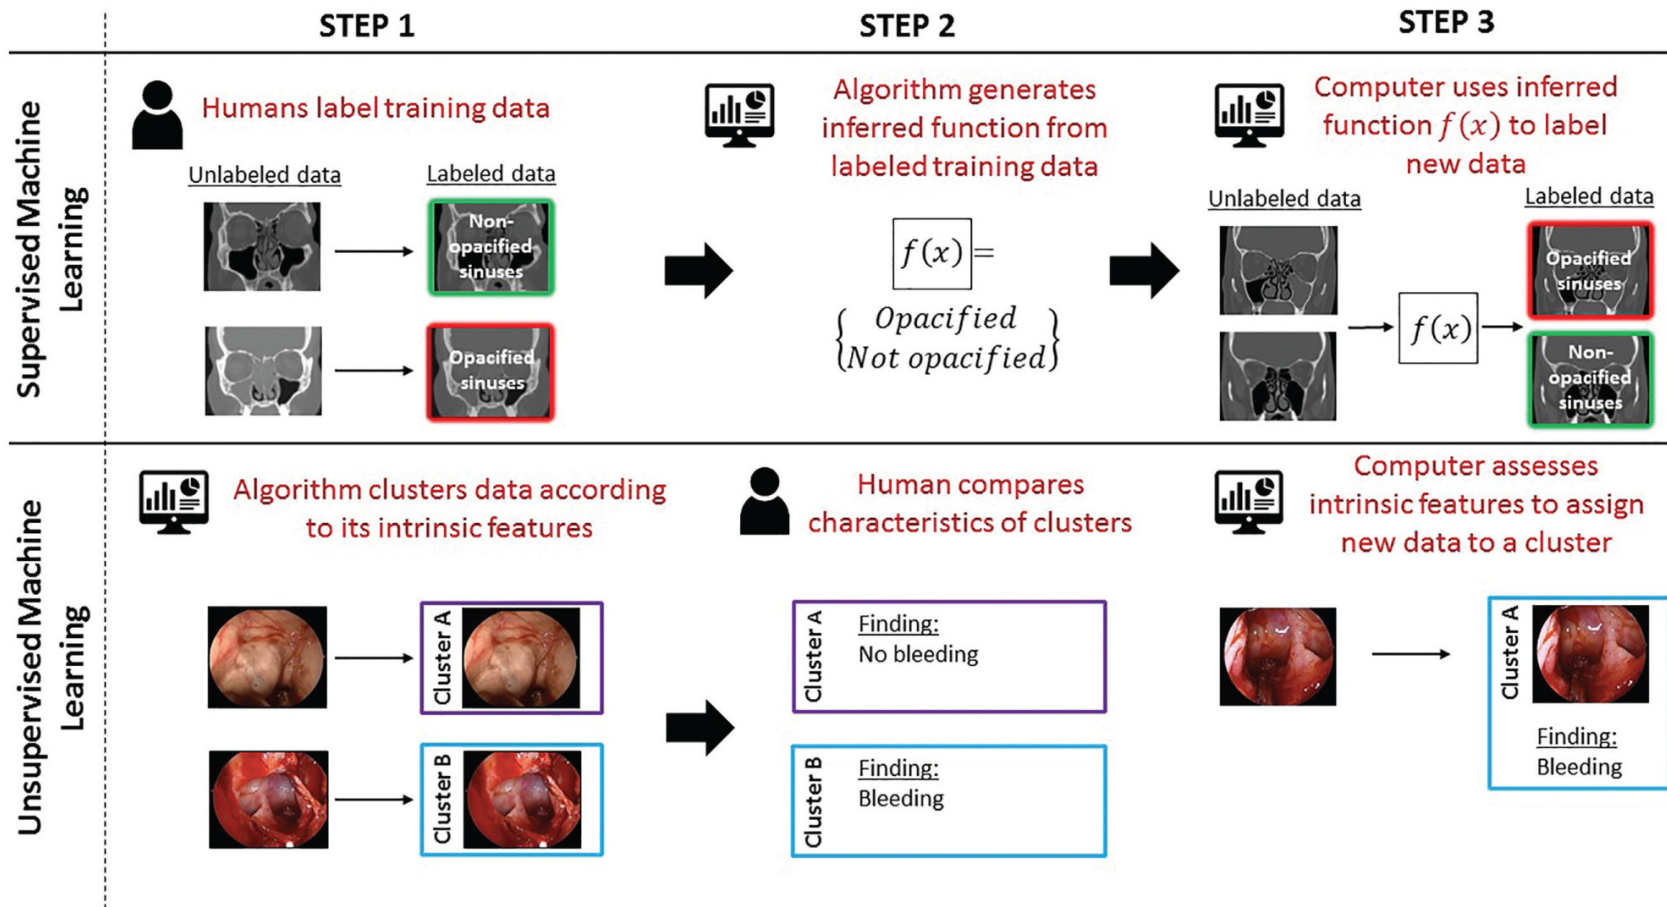 STEP 1
STEP 2
STEP 3
Supervised Machine
Learning
Humans label training data
Unlabeled data
Labeled data
Non-
opacified
sinuses
Opacified
sinuses
Algorithm generates
inferred function from
labeled training data
f(x) =
{Opacified
Not opacified}
Computer uses inferred
function f(x) to label
new data
Unlabeled data
Labeled data
f(x)
Opacified
sinuses
Non-
opacified
sinuses
Unsupervised Machine
Learning
Algorithm clusters data according
to its intrinsic features
Cluster A
Cluster B
Human compares
characteristics of clusters
Cluster A
Finding:
No bleeding
Cluster B
Finding:
Bleeding
Computer assesses
intrinsic features to assign
new data to a cluster
Cluster A
Finding:
Bleeding